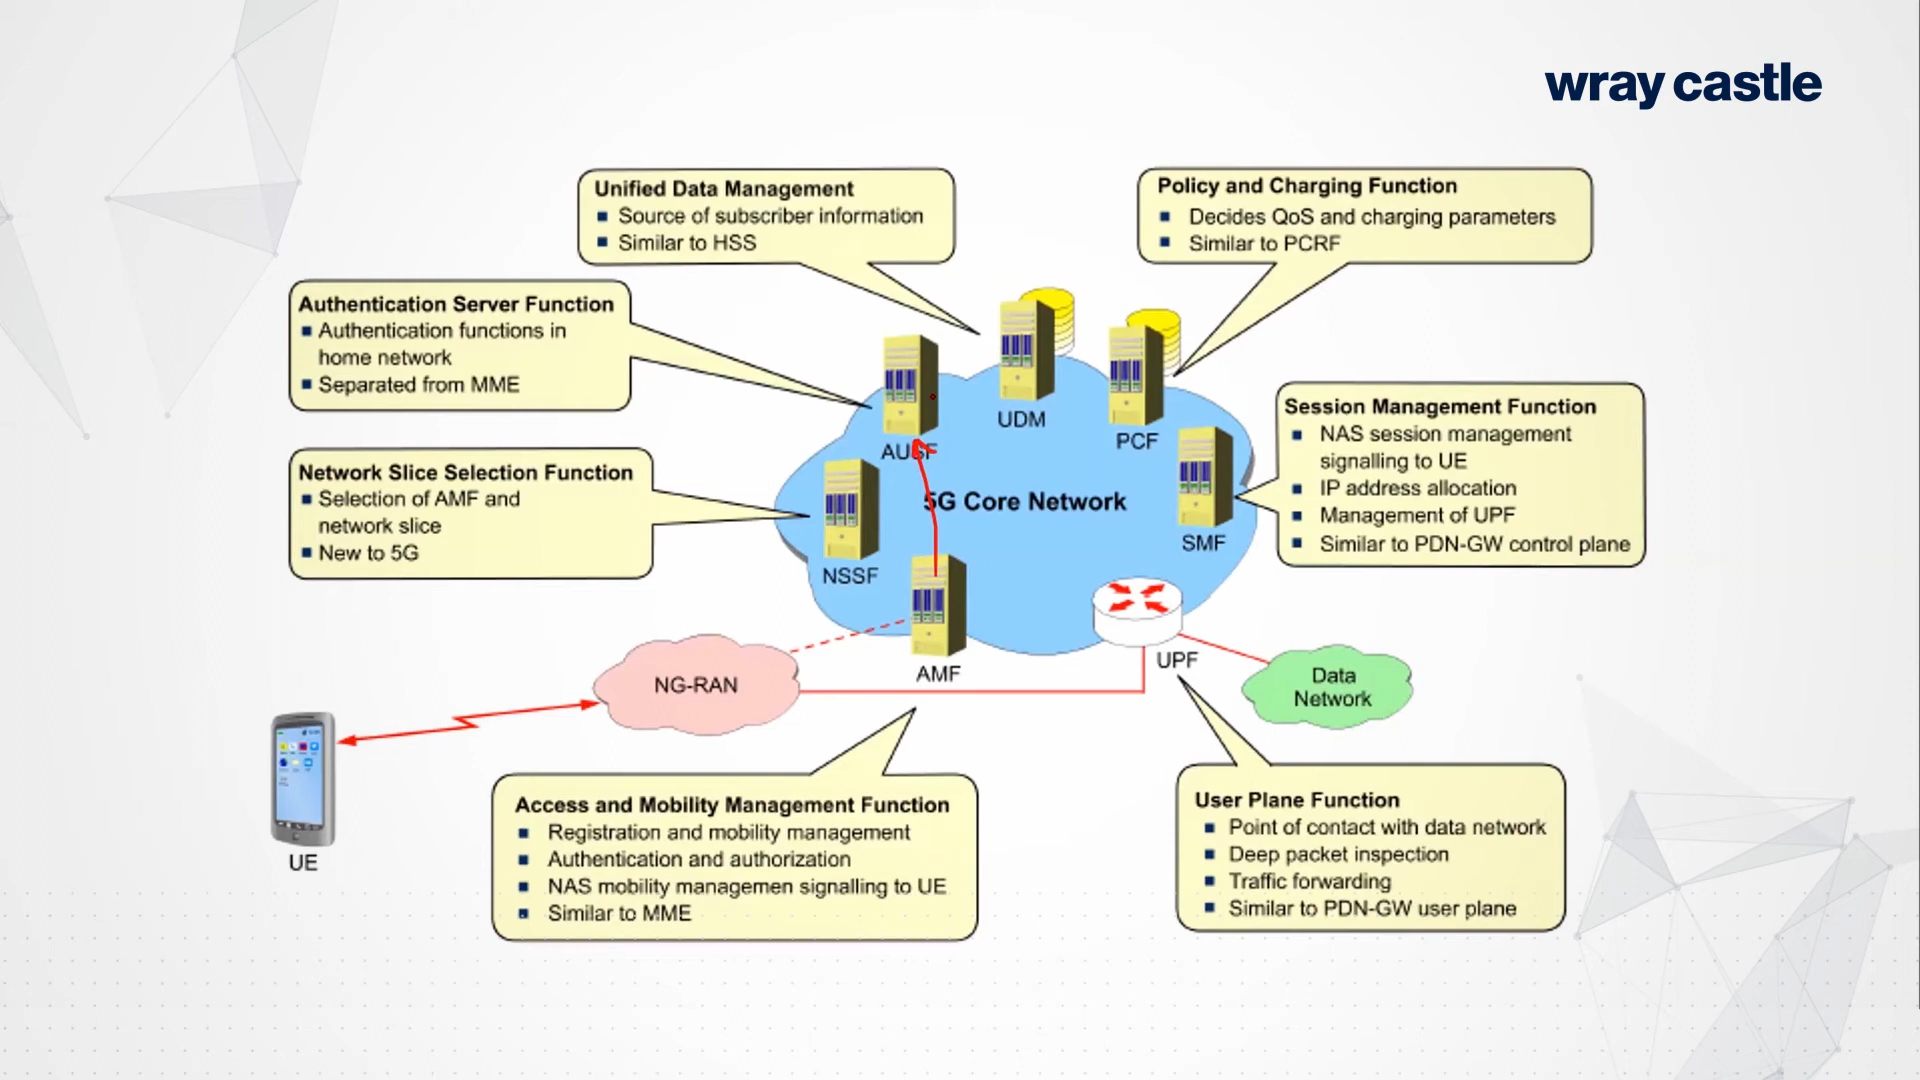 wray castle
Unified Data Management
Source of subscriber information
Similar to HSS
Policy and Charging Function
Decides QoS and charging parameters
Similar to PCRF
Authentication Server Function
Authentication functions in
home network
Separated from MME
Network Slice Selection Function
Selection of AMF and
network slice
New to 5G
Session Management Function
NAS session management
signalling to UE
IP address allocation
Management of UPF
Similar to PDN-GW control plane
UDM
PCF
AUSF
5G Core Network
SMF
NSSF
AMF
UPF
NG-RAN
Data
Network
UE
Access and Mobility Management Function
Registration and mobility management
Authentication and authorization
NAS mobility managemen signalling to UE
Similar to MME
User Plane Function
Point of contact with data network
Deep packet inspection
Traffic forwarding
Similar to PDN-GW user plane